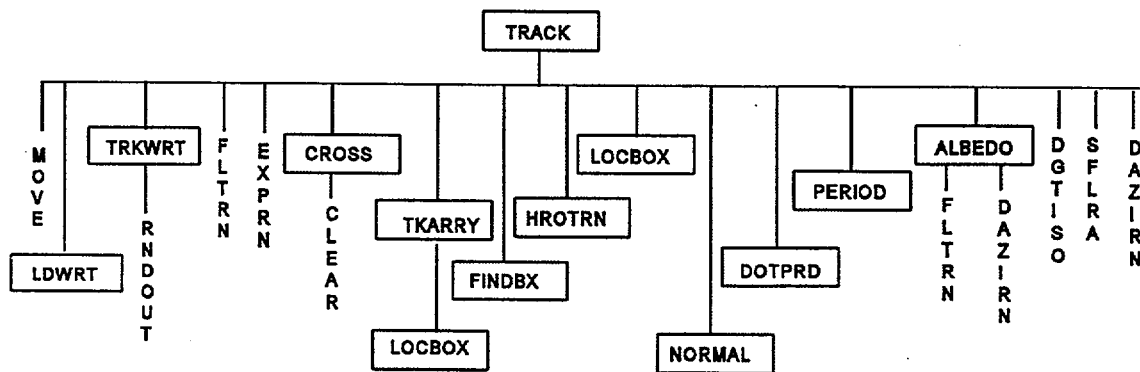 TRACK
MOVE
LDWRT
TRKWRT
RNDOUT
FLTRN
EXPRN
CROSS
CLEAR
TKARRY
LOCBOX
FINDBX
HROTRN
LOCBOX
NORMAL
DOTPRD
PERIOD
ALBEDO
FLTRN
DAZIRN
DGTISO
SFLRA
DAZIRN